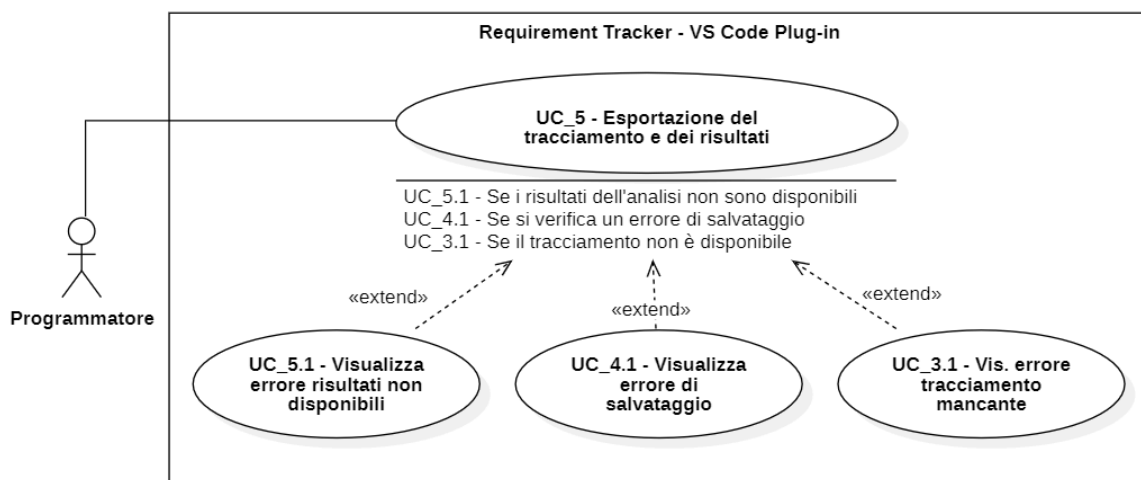 Requirement Tracker - VS Code Plug-in
UC_5 - Esportazione del
tracciamento e dei risultati
UC_5.1 - Se i risultati dell'analisi non sono disponibili
UC_4.1 - Se si verifica un errore di salvataggio
UC_3.1 - Se il tracciamento non è disponibile
Programmatore
«extend»
«extend»
«extend»
UC_5.1 - Visualizza
errore risultati non
disponibili
UC_4.1 - Visualizza
errore di
salvataggio
UC_3.1 - Vis. errore
tracciamento
mancante